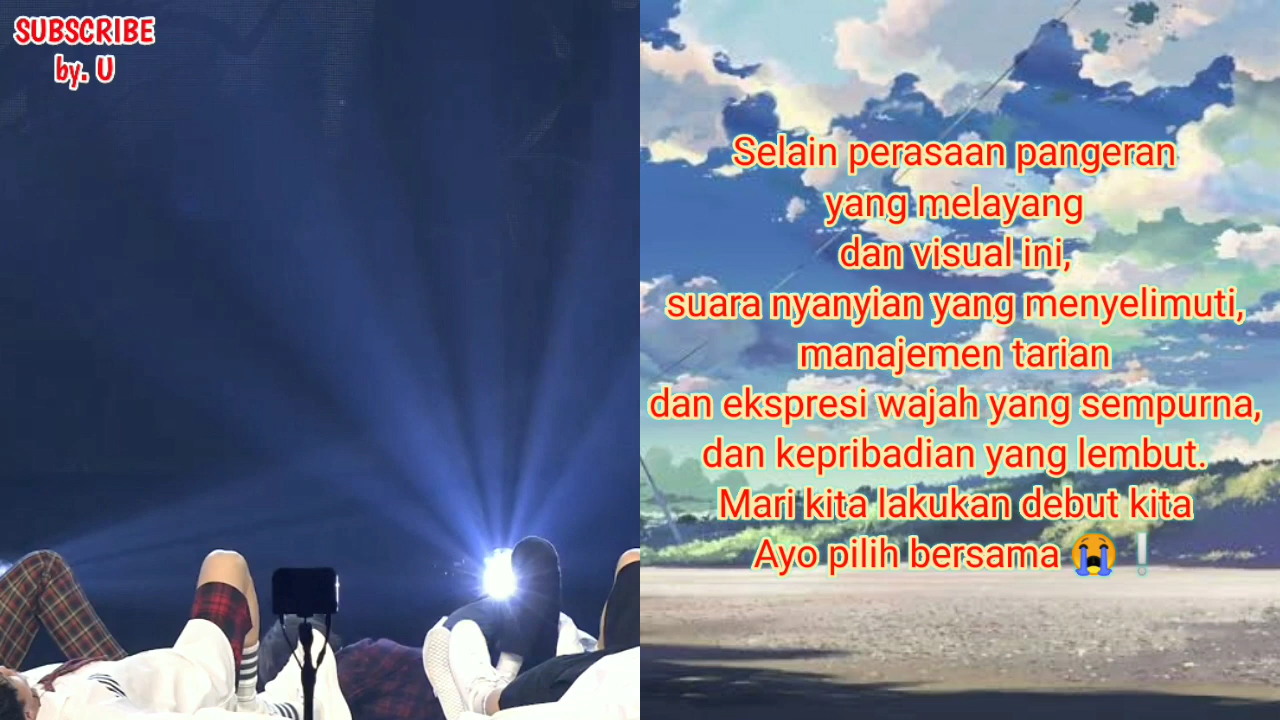 SUBSCRIBE
by. U
Selain perasaan pangeran
yang melayang
dan visual ini,
suara nyanyian yang menyelimuti,
manajemen tarian
dan ekspresi wajah yang sempurna,
dan kepribadian yang lembut.
Mari kita lakukan debut kita
Ayo pilih bersama 😭❕